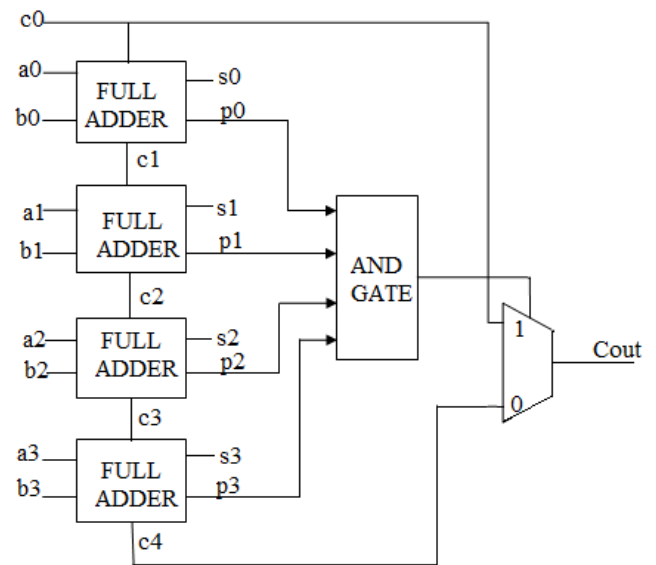 c0
a0
FULL
ADDER
b0
s0
p0
c1
a1
FULL
ADDER
b1
s1
p1
AND
GATE
c2
a2
FULL
ADDER
b2
s2
p2
1
Cout
0
c3
a3
FULL
ADDER
b3
s3
p3
c4